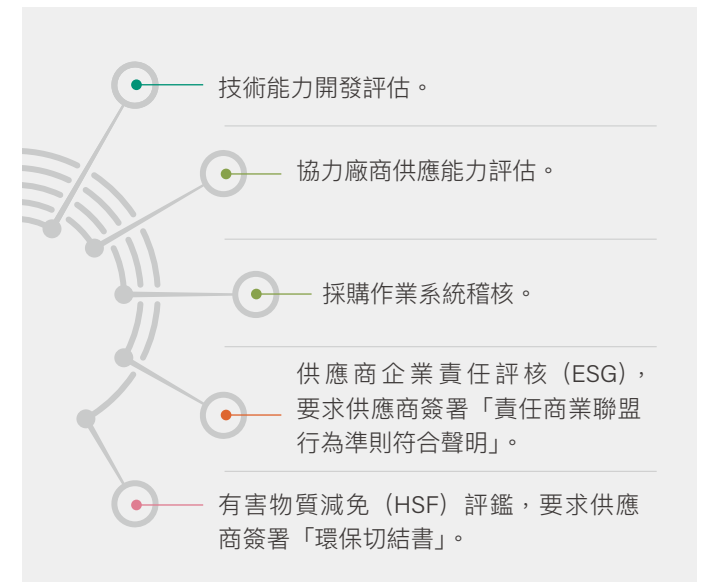 技術能力開發評估。
協力廠商供應能力評估。
採購作業系統稽核。
供應商企業責任評核（ESG），
要求供應商簽署「責任商業聯盟
行為準則符合聲明」。
有害物質減免（HSF）評鑑，要求供應
商簽署「環保切結書」。